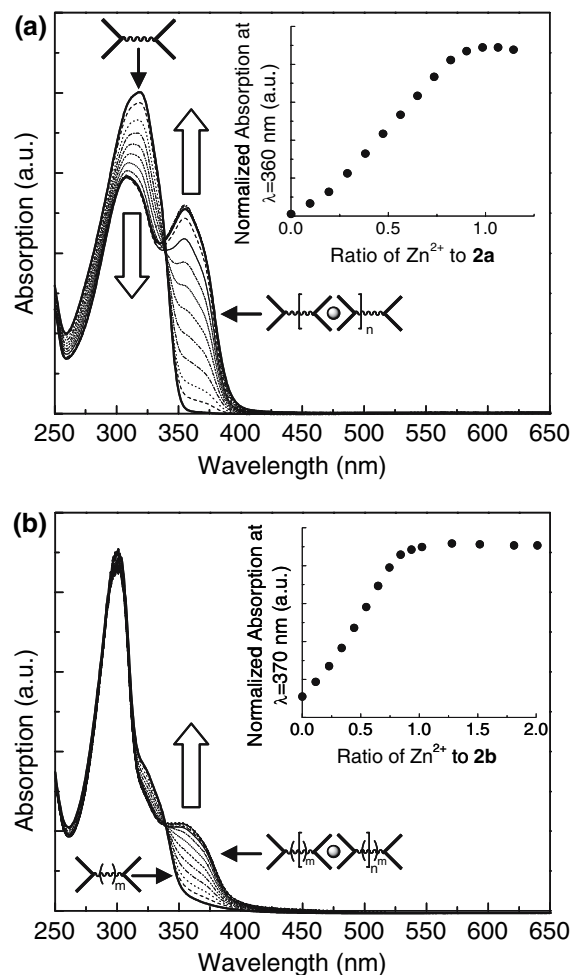 (a)
Absorption (a.u.)
Normalized Absorption at
λ=360 nm (a.u.)
0.0 0.5 1.0
Ratio of Zn²⁺ to 2a
n
250 300 350 400 450 500 550 600 650
Wavelength (nm)
(b)
Absorption (a.u.)
Normalized Absorption at
λ=370 nm (a.u.)
0.0 0.5 1.0 1.5 2.0
Ratio of Zn²⁺ to 2b
m
m n m
250 300 350 400 450 500 550 600 650
Wavelength (nm)